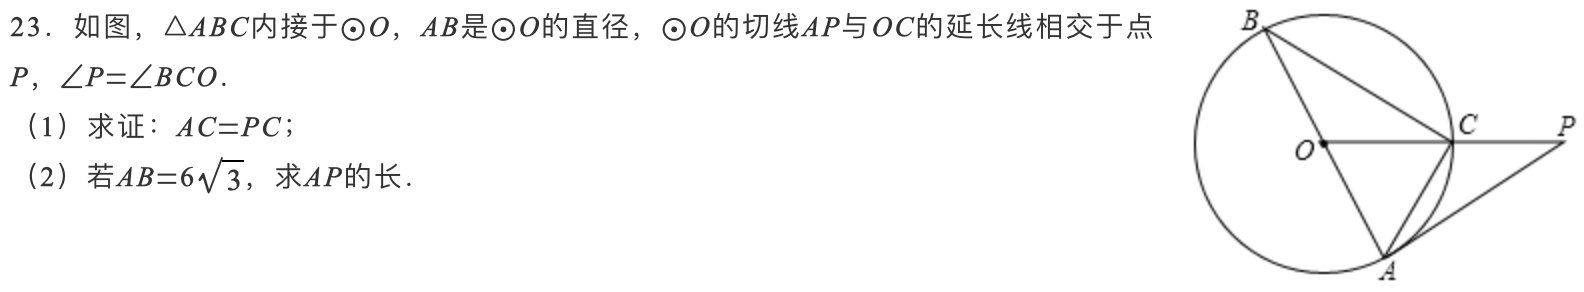 23．如图，△ABC内接于⊙O，AB是⊙O的直径，⊙O的切线AP与OC的延长线相交于点
P，∠P=∠BCO．
（1）求证：AC=PC；
（2）若AB=6√3，求AP的长．
B
C
P
O
A